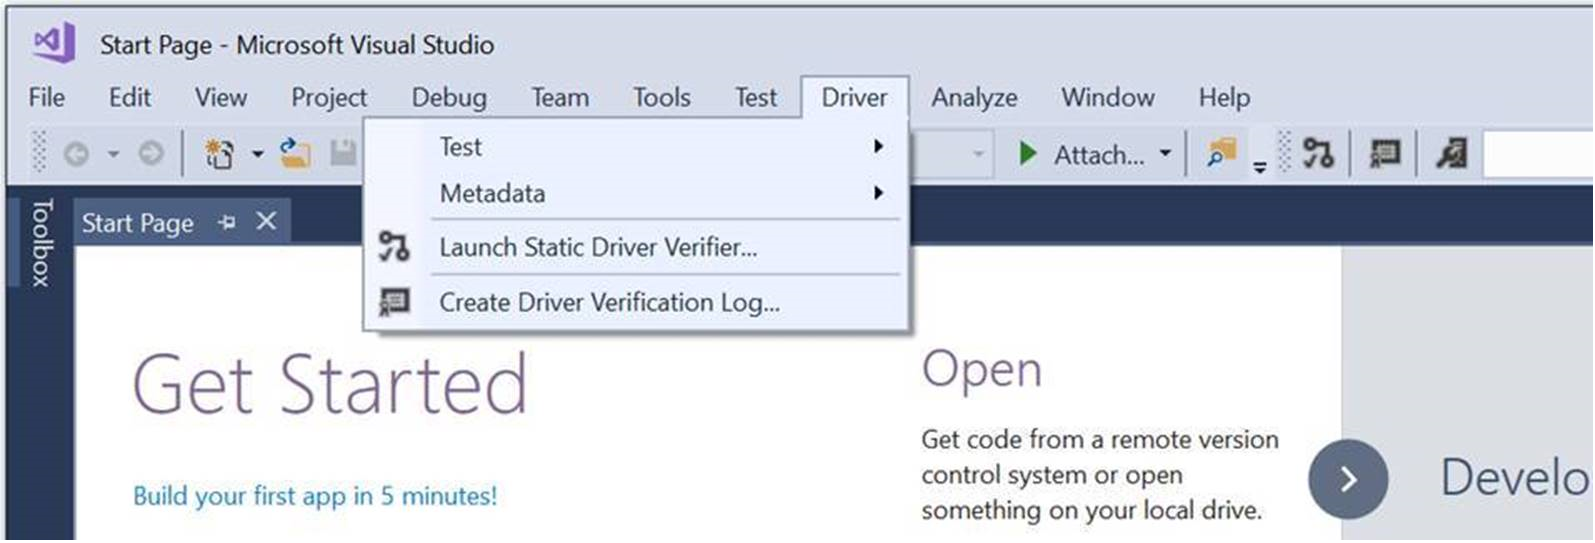 Start Page - Microsoft Visual Studio
File Edit View Project Debug Team Tools Test Driver Analyze Window Help
Attach...
Test
Metadata
Launch Static Driver Verifier...
Create Driver Verification Log...
Toolbox
Start Page
Get Started
Build your first app in 5 minutes!
Open
Get code from a remote version
control system or open
something on your local drive.
Develo